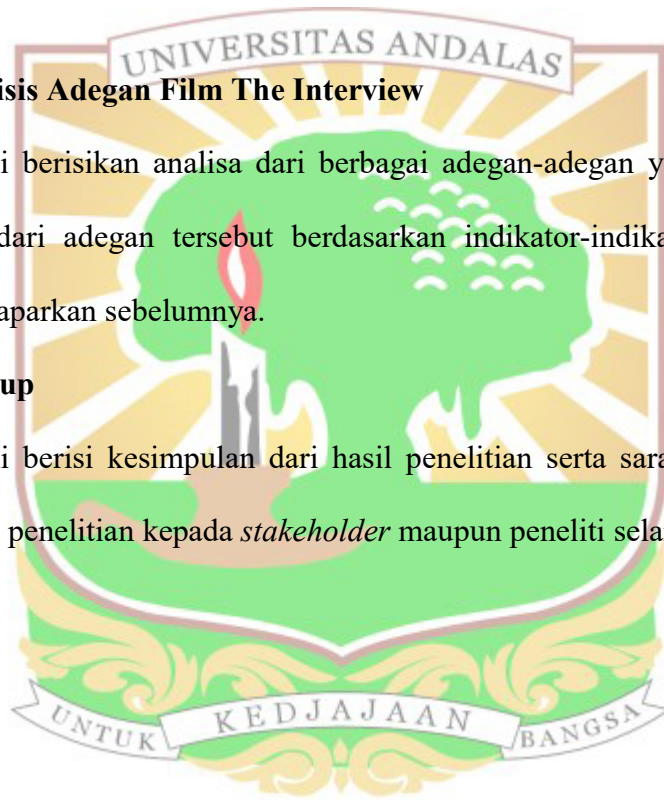 UNIVERSITAS ANDALAS
isis Adegan Film The Interview
i berisikan analisa dari berbagai adegan-adegan y
dari adegan tersebut berdasarkan indikator-indika
aparkan sebelumnya.
up
i berisi kesimpulan dari hasil penelitian serta sara
penelitian kepada stakeholder maupun peneliti sela
UNTUK KEDJAJAAN BANGSA